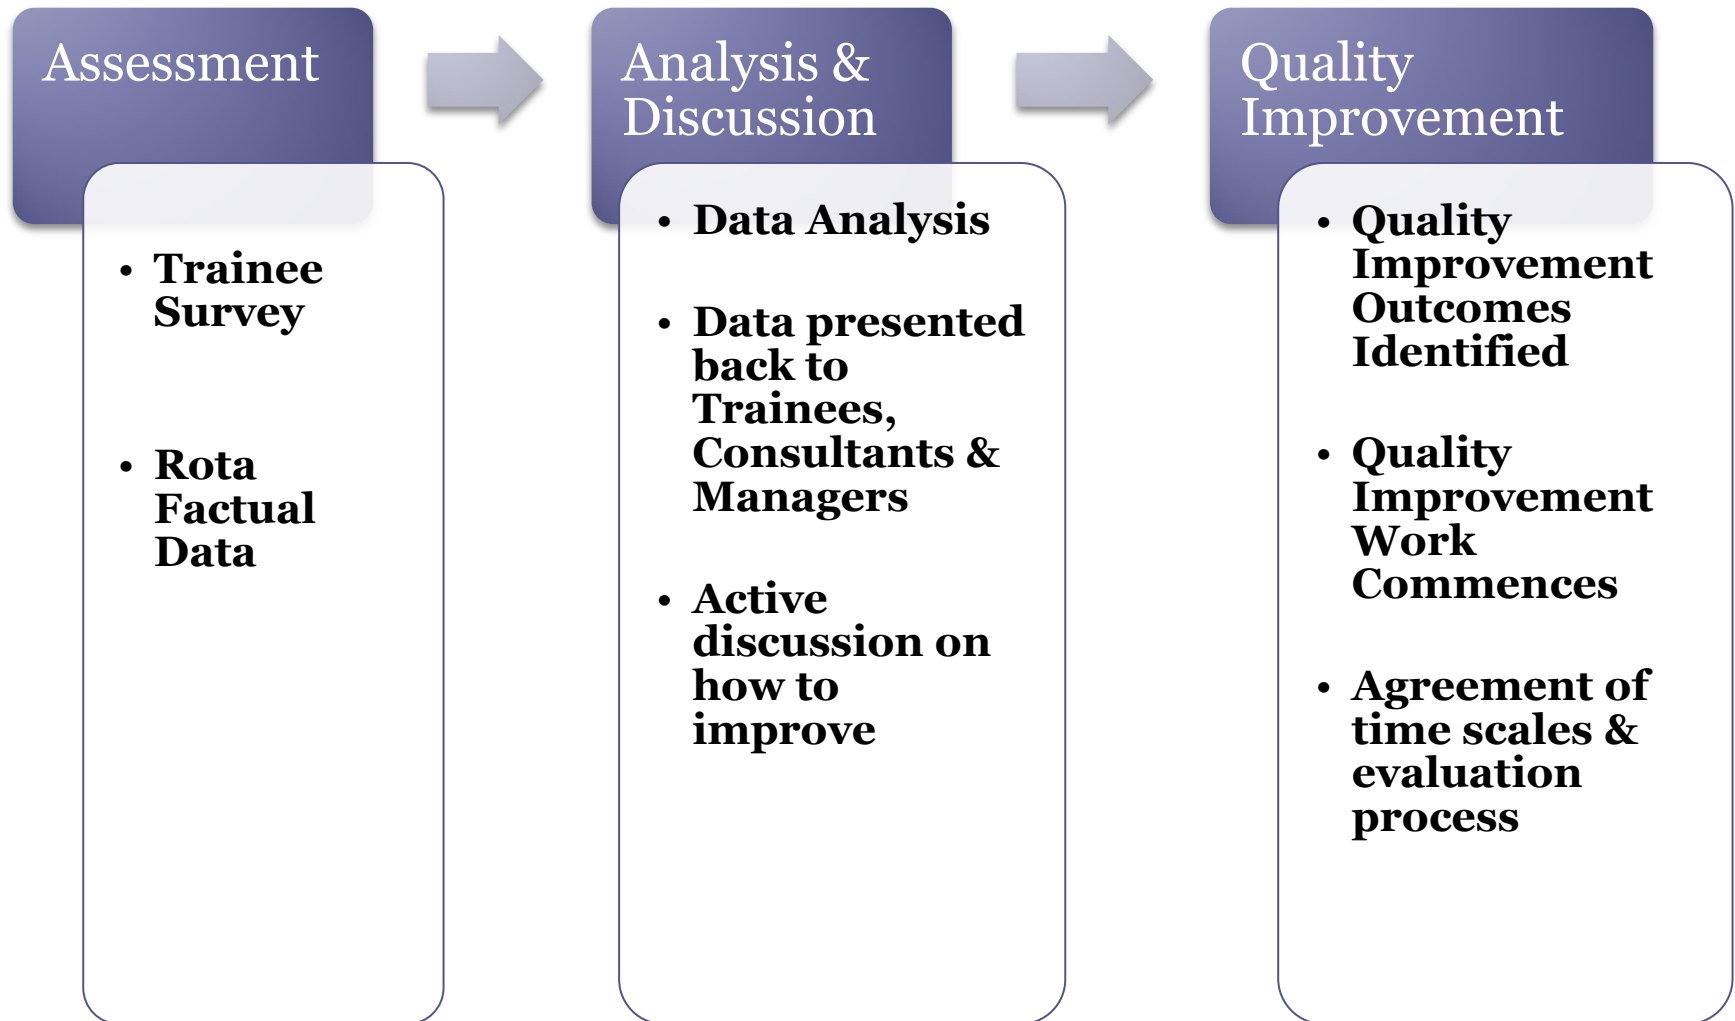 Assessment
• Trainee
Survey
• Rota
Factual
Data
Analysis &
Discussion
• Data Analysis
• Data presented
back to
Trainees,
Consultants &
Managers
• Active
discussion on
how to
improve
Quality
Improvement
• Quality
Improvement
Outcomes
Identified
• Quality
Improvement
Work
Commences
• Agreement of
time scales &
evaluation
process